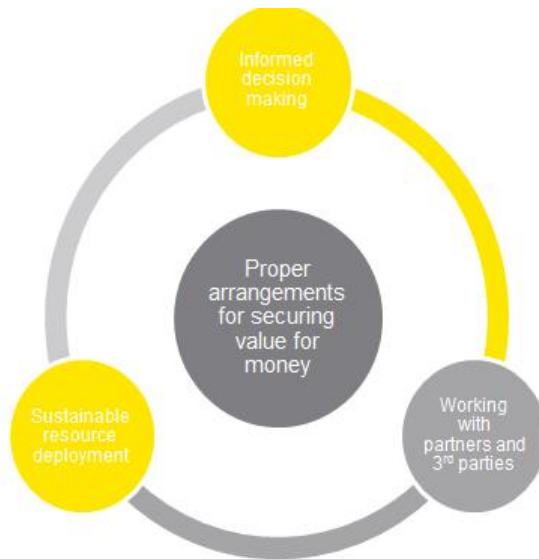 Informed
decision
making
Proper
arrangements
for securing
value for
money
Sustainable
resource
deployment
Working
with
partners and
3rd parties